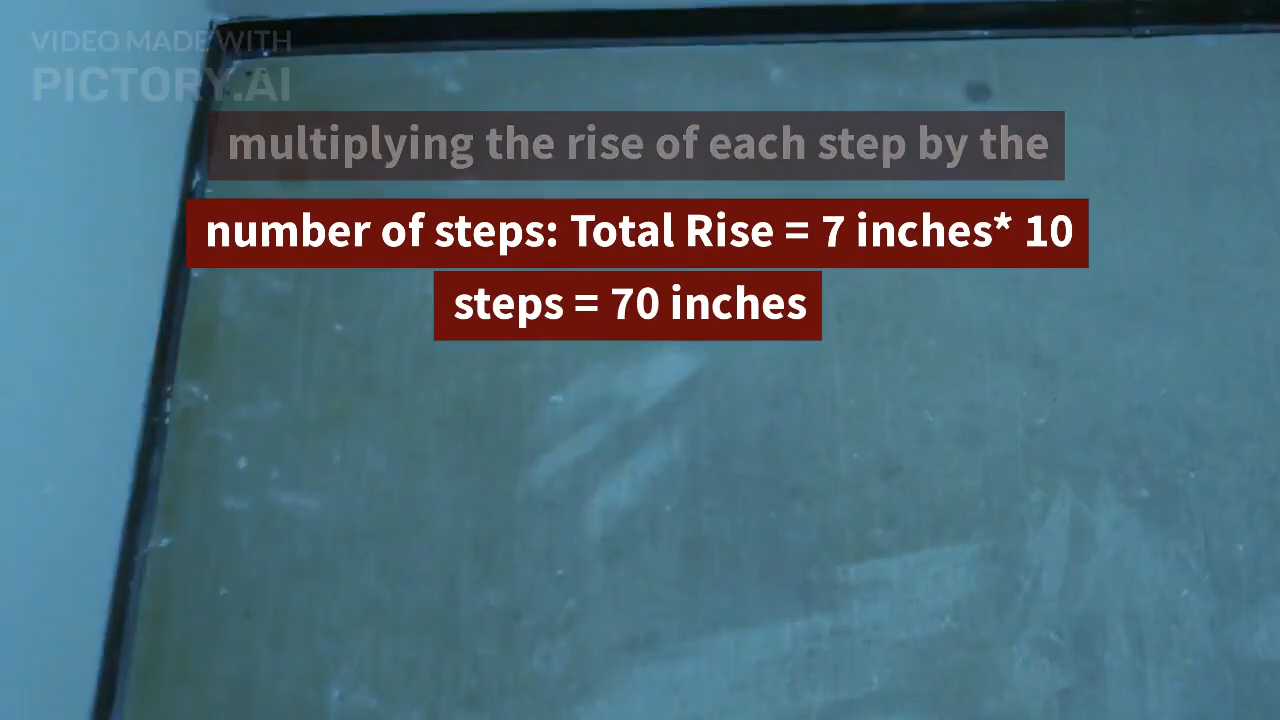 VIDEO MADE WITH
PICTORY.AI
multiplying the rise of each step by the
number of steps: Total Rise = 7 inches* 10
steps = 70 inches